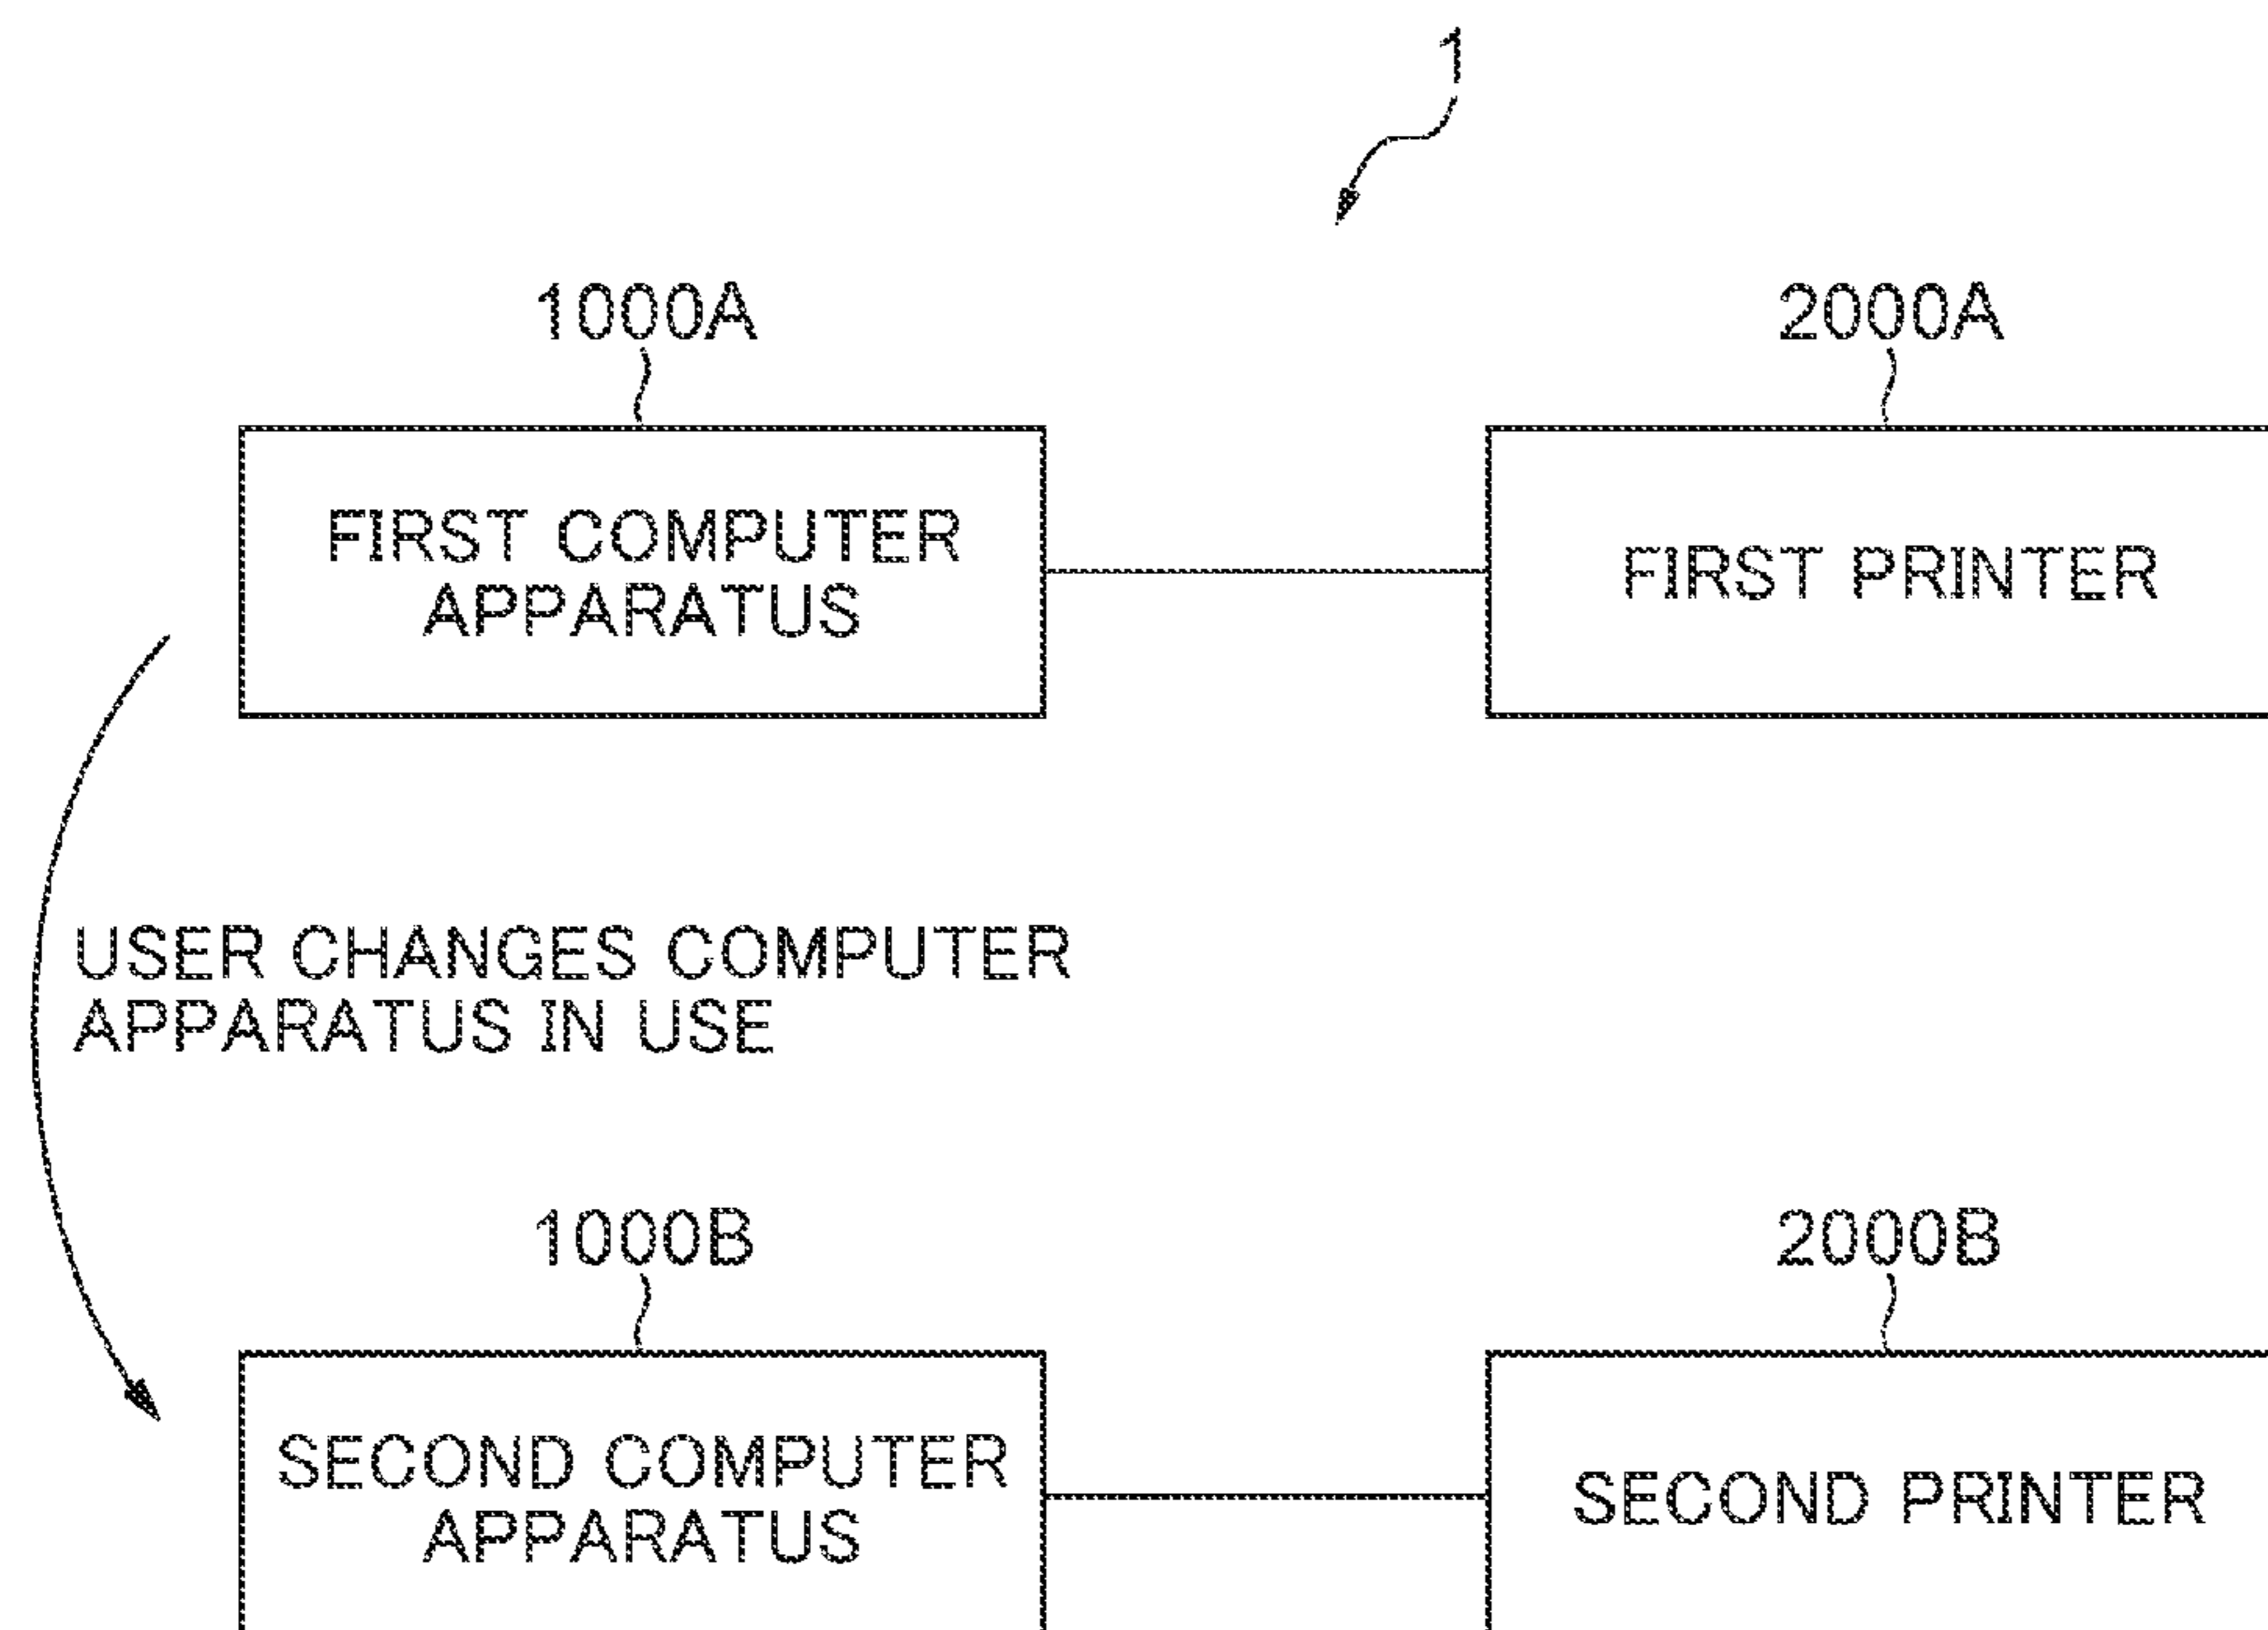 1
1000A
2000A
FIRST COMPUTER
APPARATUS
FIRST PRINTER
USER CHANGES COMPUTER
APPARATUS IN USE
1000B
2000B
SECOND COMPUTER
APPARATUS
SECOND PRINTER